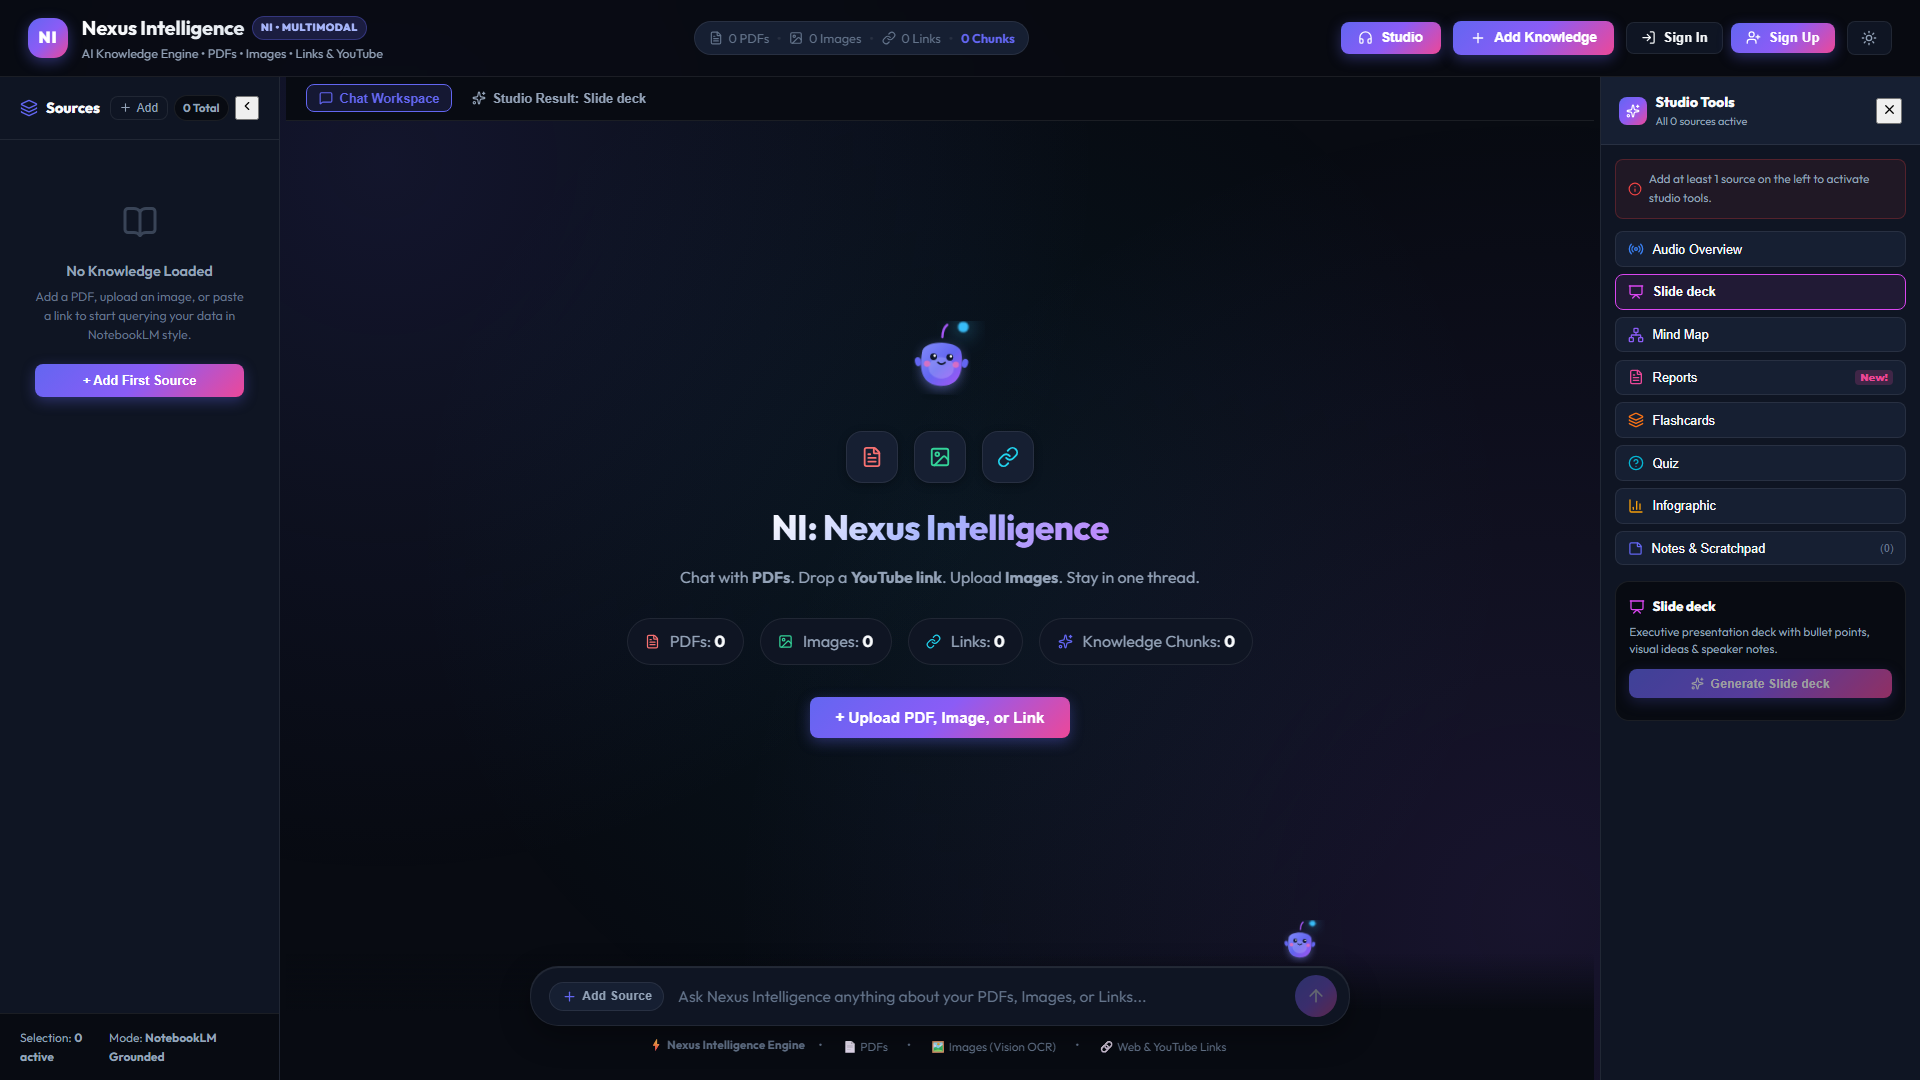 NI
Nexus Intelligence
NI • MULTIMODAL
AI Knowledge Engine • PDFs • Images • Links & YouTube
0 PDFs • 0 Images • 0 Links • 0 Chunks
Studio
+ Add Knowledge
Sign In
Sign Up
Sources
+ Add
0 Total
No Knowledge Loaded
Add a PDF, upload an image, or paste
a link to start querying your data in
NotebookLM style.
+ Add First Source
Selection: 0
active
Mode: NotebookLM
Grounded
Chat Workspace
Studio Result: Slide deck
NI: Nexus Intelligence
Chat with PDFs. Drop a YouTube link. Upload Images. Stay in one thread.
PDFs: 0
Images: 0
Links: 0
Knowledge Chunks: 0
+ Upload PDF, Image, or Link
+ Add Source
Ask Nexus Intelligence anything about your PDFs, Images, or Links...
Nexus Intelligence Engine • PDFs • Images (Vision OCR) • Web & YouTube Links
Studio Tools
All 0 sources active
Add at least 1 source on the left to activate
studio tools.
Audio Overview
Slide deck
Mind Map
Reports
New!
Flashcards
Quiz
Infographic
Notes & Scratchpad
(0)
Slide deck
Executive presentation deck with bullet points,
visual ideas & speaker notes.
Generate Slide deck